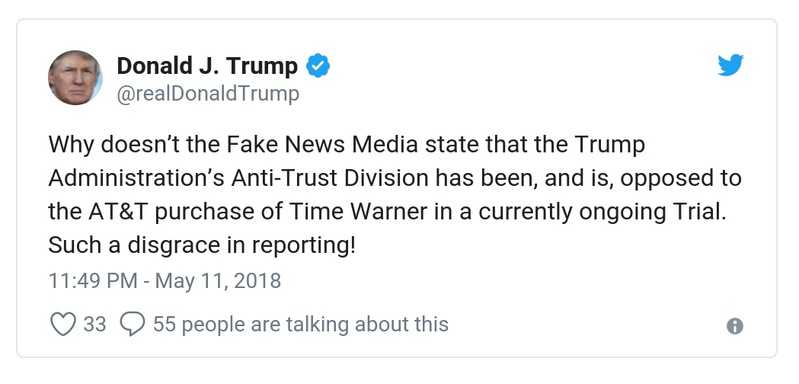 Donald J. Trump
@realDonaldTrump
Why doesn’t the Fake News Media state that the Trump
Administration’s Anti-Trust Division has been, and is, opposed to
the AT&T purchase of Time Warner in a currently ongoing Trial.
Such a disgrace in reporting!
11:49 PM - May 11, 2018
33 55 people are talking about this